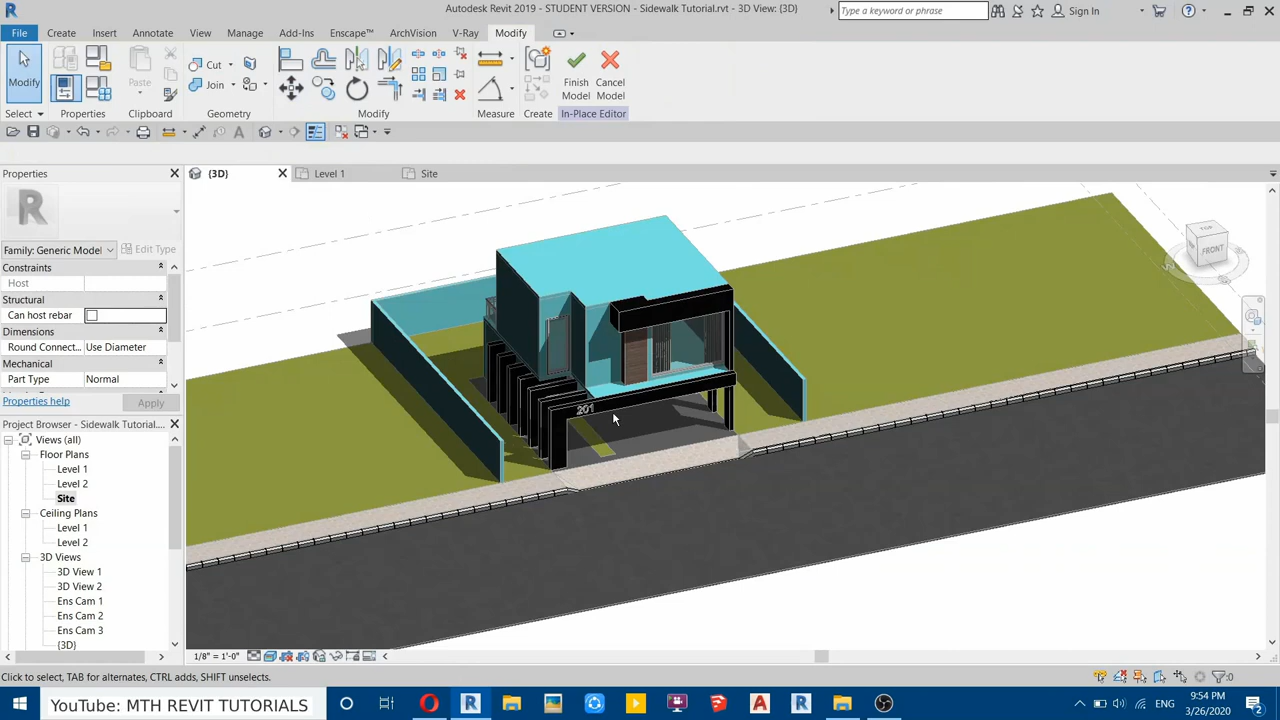 Autodesk Revit 2019 - STUDENT VERSION - Sidewalk Tutorial.rvt - 3D View: {3D}
Type a keyword or phrase
Sign In
File Create Insert Annotate View Manage Add-Ins Enscape™ ArchVision V-Ray Modify
Modify
Cut
Join
Paste
Finish Model
Cancel Model
Select Properties Clipboard Geometry Modify Measure Create In-Place Editor
Properties
{3D}
Level 1
Site
R
Family: Generic Model
Edit Type
Constraints
Host
Structural
Can host rebar
Dimensions
Round Connect... Use Diameter
Mechanical
Part Type Normal
Properties help
Apply
Project Browser - Sidewalk Tutorial....
Views (all)
Floor Plans
Level 1
Level 2
Site
Ceiling Plans
Level 1
Level 2
3D Views
3D View 1
3D View 2
Ens Cam 1
Ens Cam 2
Ens Cam 3
{3D}
201
TOP
FRONT
1/8" = 1'-0"
Click to select, TAB for alternates, CTRL adds, SHIFT unselects.
:0
YouTube: MTH REVIT TUTORIALS
ENG
9:54 PM
3/26/2020
2